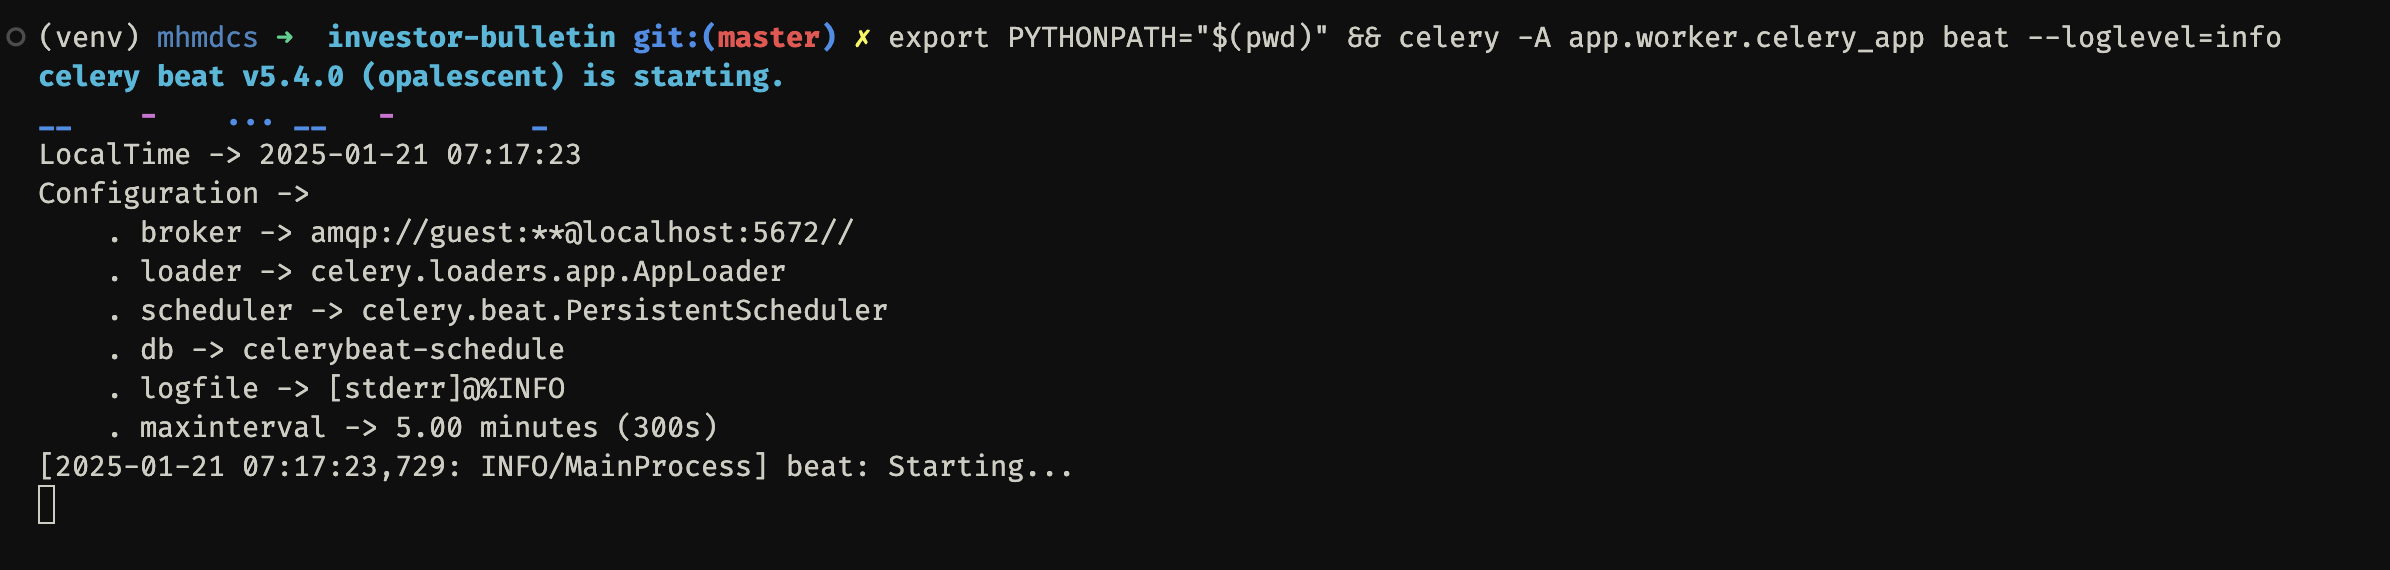 (venv) mhmdcs ➜ investor-bulletin git:(master) ✗ export PYTHONPATH="$(pwd)" && celery -A app.worker.celery_app beat --loglevel=info
celery beat v5.4.0 (opalescent) is starting.
__    -    ... __   -        _
LocalTime -> 2025-01-21 07:17:23
Configuration ->
    . broker -> amqp://guest:**@localhost:5672//
    . loader -> celery.loaders.app.AppLoader
    . scheduler -> celery.beat.PersistentScheduler
    . db -> celerybeat-schedule
    . logfile -> [stderr]@%INFO
    . maxinterval -> 5.00 minutes (300s)
[2025-01-21 07:17:23,729: INFO/MainProcess] beat: Starting...